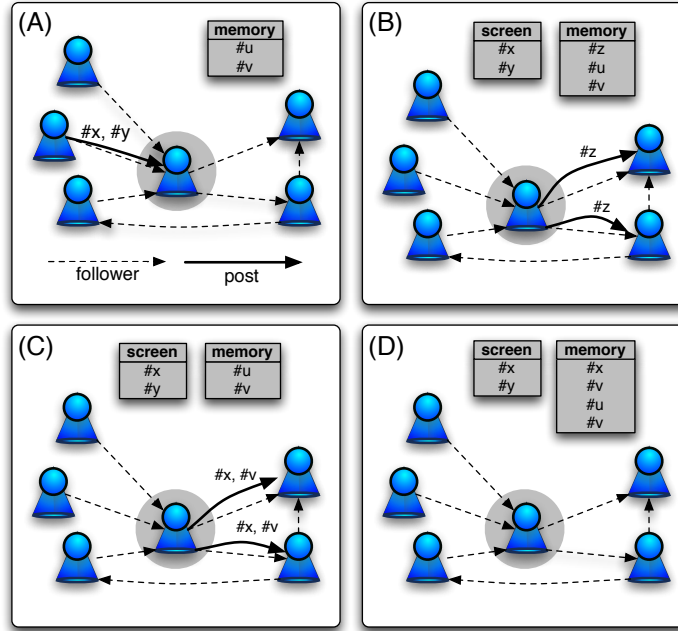 (A)
memory
#u
#v
#x, #y
follower
post
(B)
screen
#x
#y
memory
#z
#u
#v
#z
#z
(C)
screen
#x
#y
memory
#u
#v
#x, #v
#x, #v
(D)
screen
#x
#y
memory
#x
#v
#u
#v